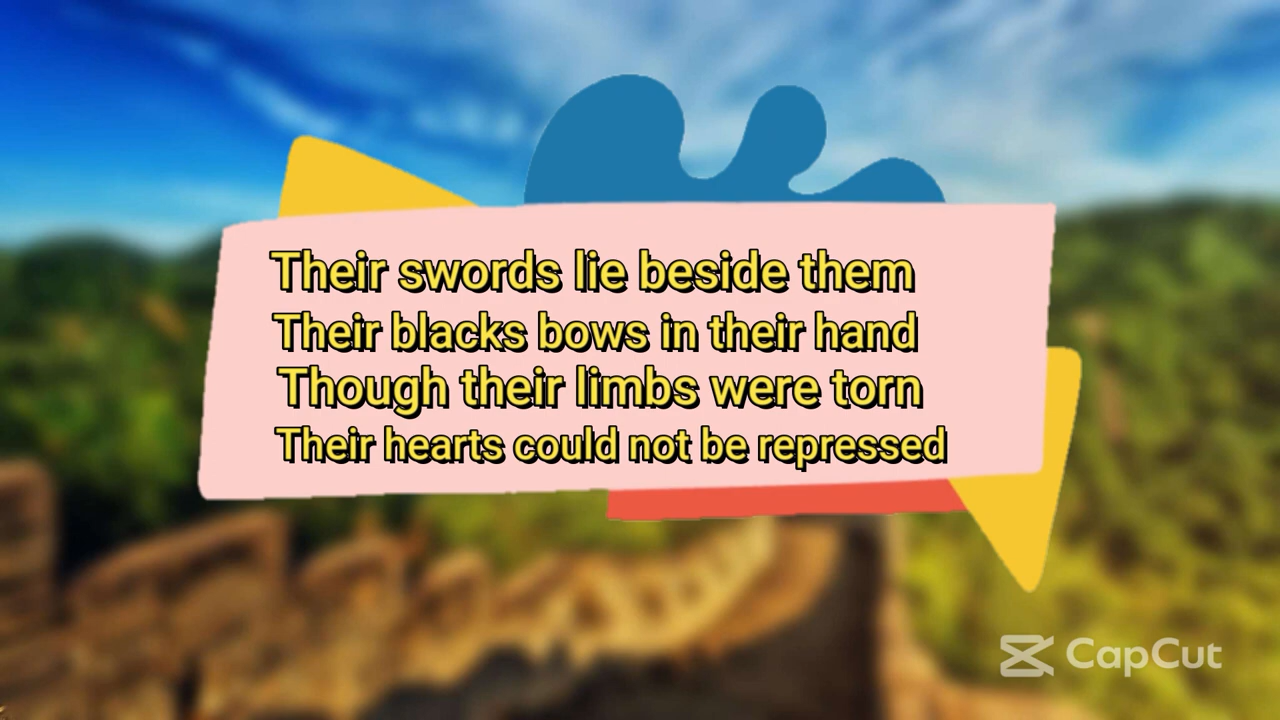 Their swords lie beside them
Their blacks bows in their hand
Though their limbs were torn
Their hearts could not be repressed
CapCut